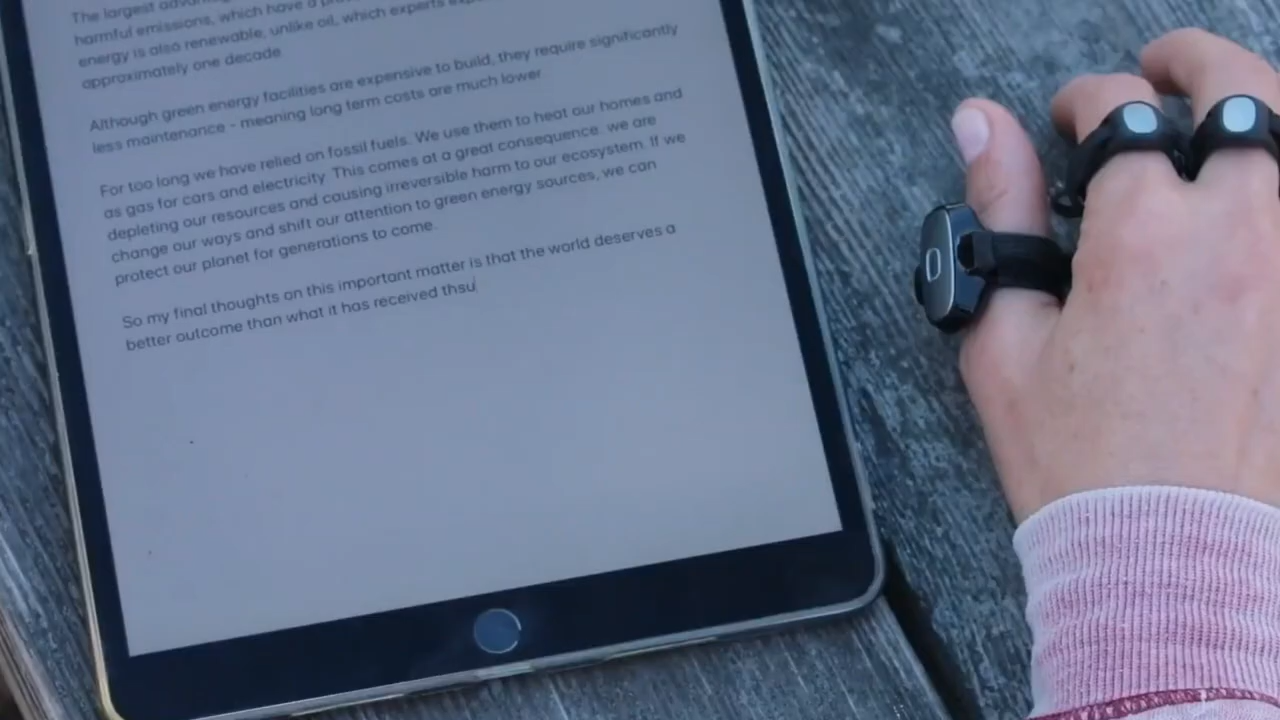 The largest
harmful emissions, which have a
energy is also renewable, unlike oil, which experts
approximately one decade.
Although green energy facilities are expensive to build, they require significantly
less maintenance - meaning long term costs are much lower.
For too long we have relied on fossil fuels. We use them to heat our homes and
as gas for cars and electricity. This comes at a great consequence: we are
depleting our resources and causing irreversible harm to our ecosystem. If we
change our ways and shift our attention to green energy sources, we can
protect our planet for generations to come.
So my final thoughts on this important matter is that the world deserves a
better outcome than what it has received thsu